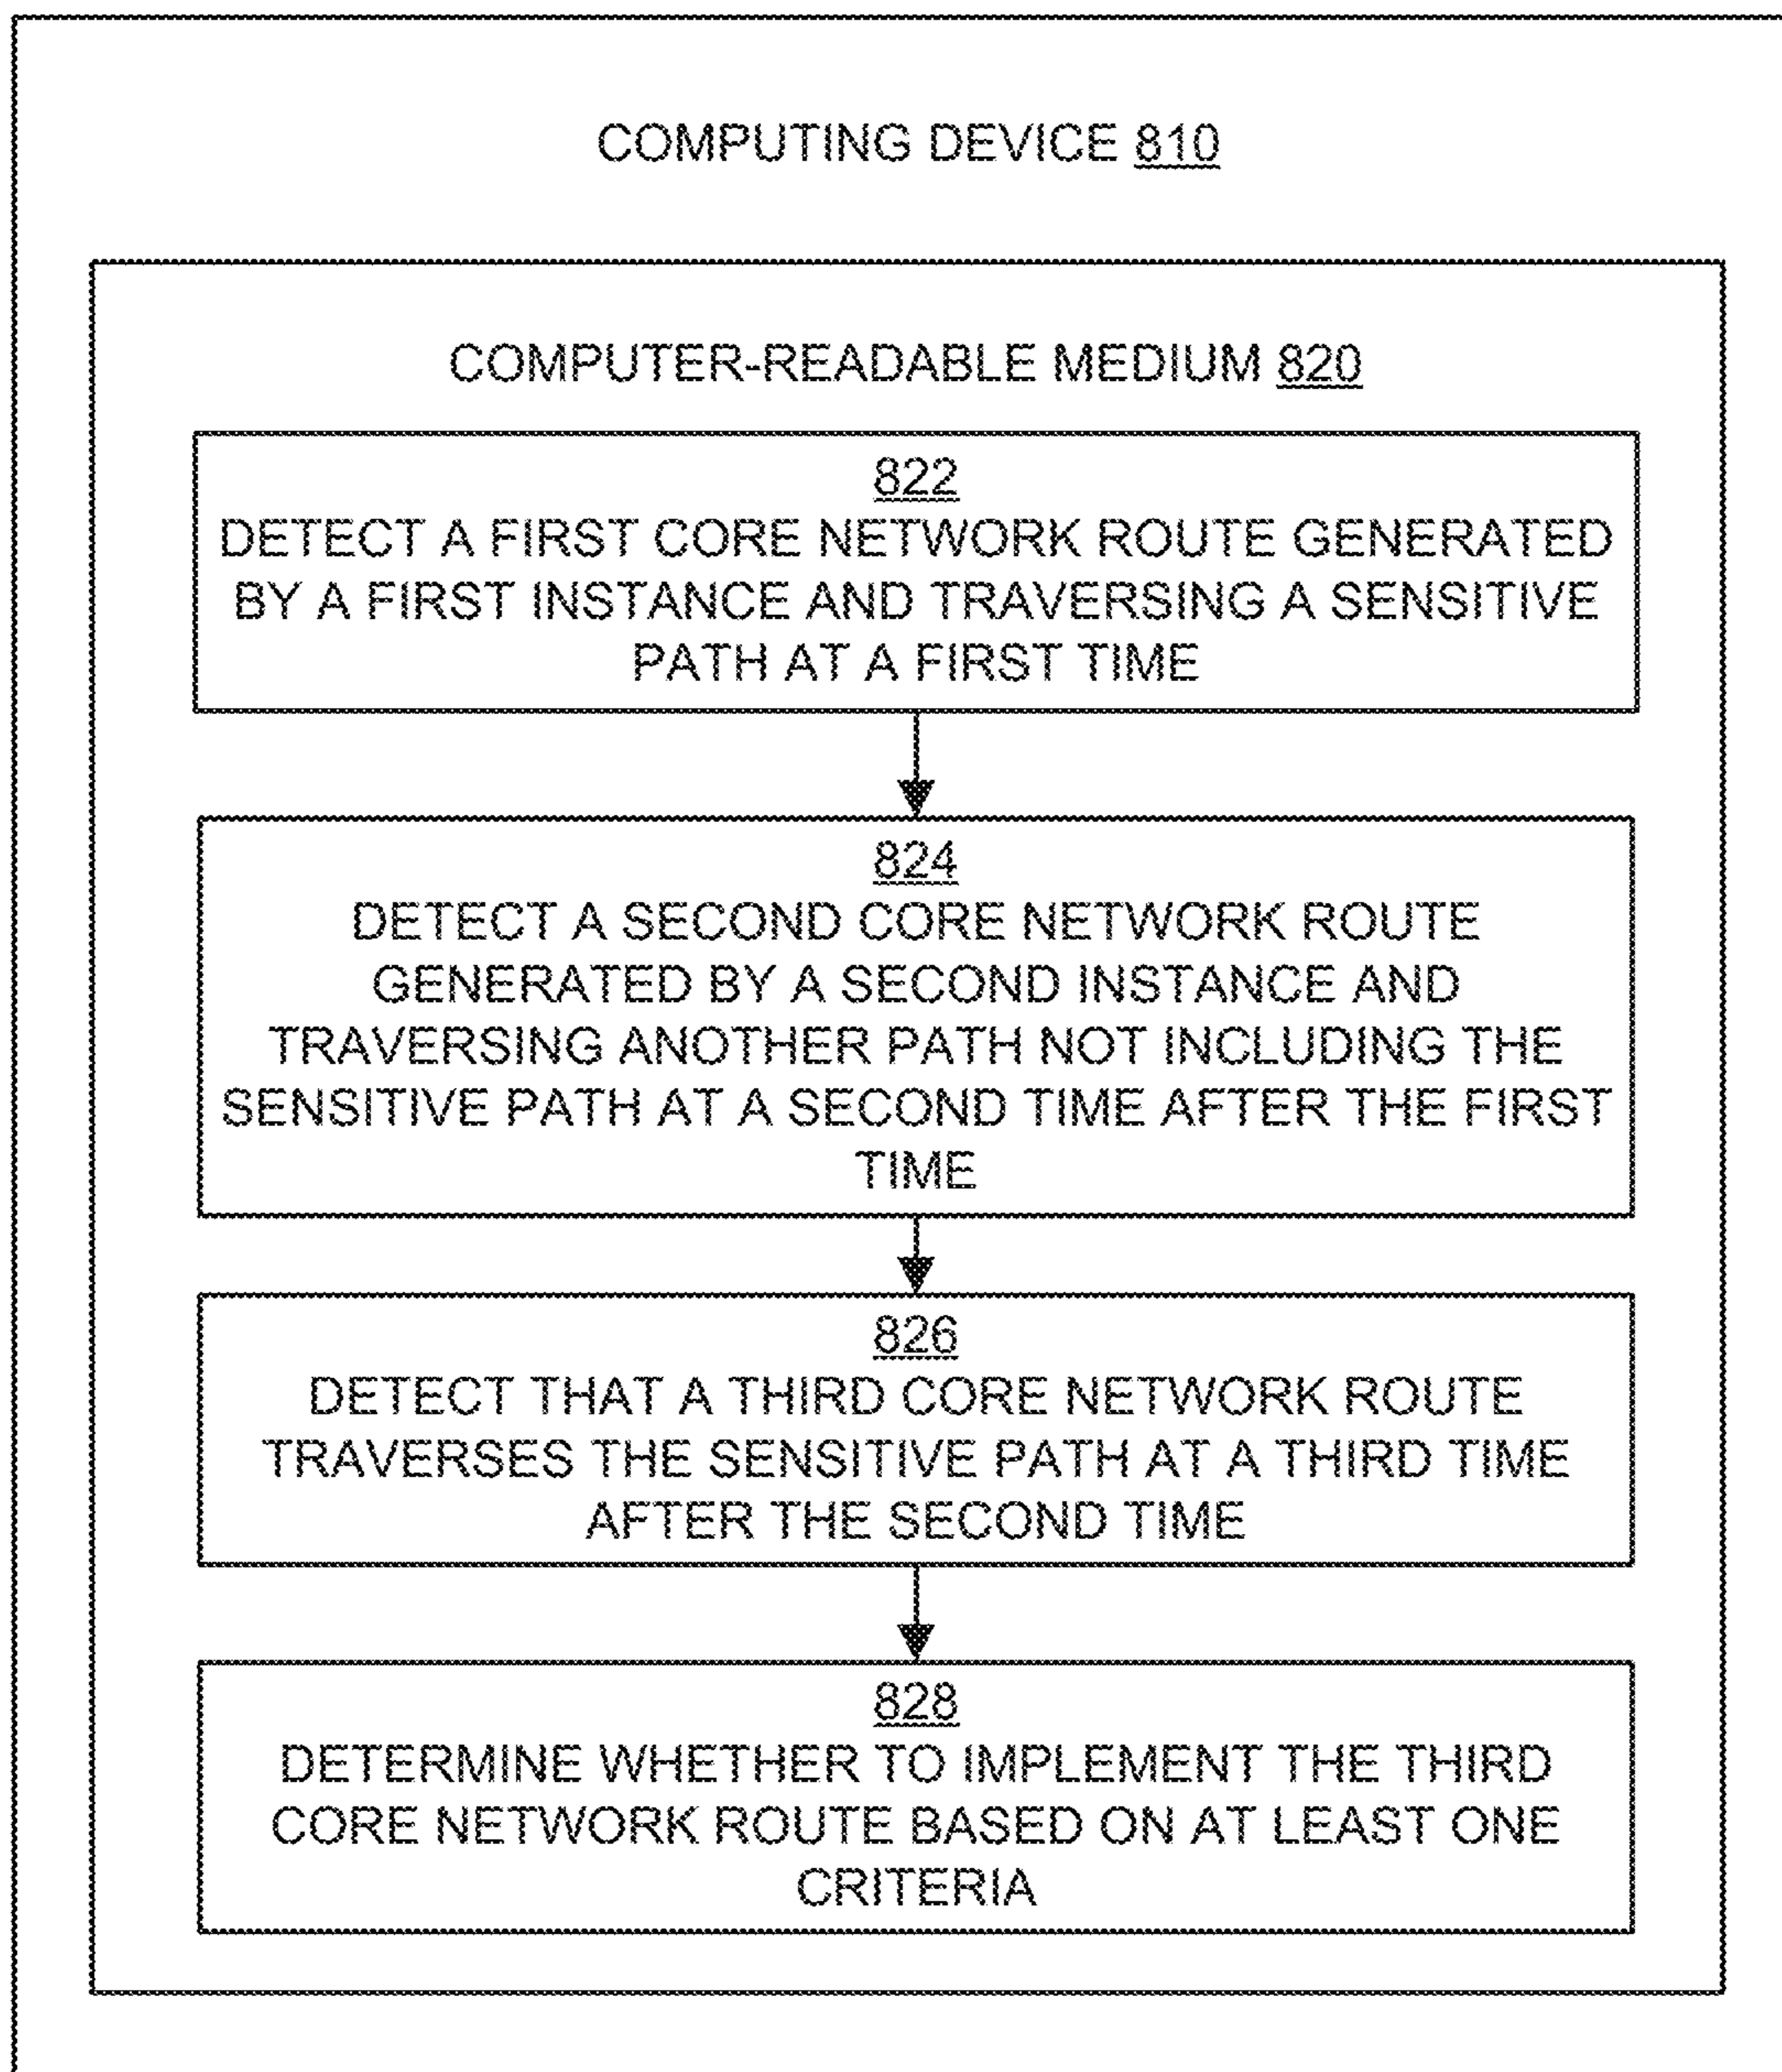 COMPUTING DEVICE 810
COMPUTER-READABLE MEDIUM 820
822
DETECT A FIRST CORE NETWORK ROUTE GENERATED
BY A FIRST INSTANCE AND TRAVERSING A SENSITIVE
PATH AT A FIRST TIME
824
DETECT A SECOND CORE NETWORK ROUTE
GENERATED BY A SECOND INSTANCE AND
TRAVERSING ANOTHER PATH NOT INCLUDING THE
SENSITIVE PATH AT A SECOND TIME AFTER THE FIRST
TIME
826
DETECT THAT A THIRD CORE NETWORK ROUTE
TRAVERSES THE SENSITIVE PATH AT A THIRD TIME
AFTER THE SECOND TIME
828
DETERMINE WHETHER TO IMPLEMENT THE THIRD
CORE NETWORK ROUTE BASED ON AT LEAST ONE
CRITERIA